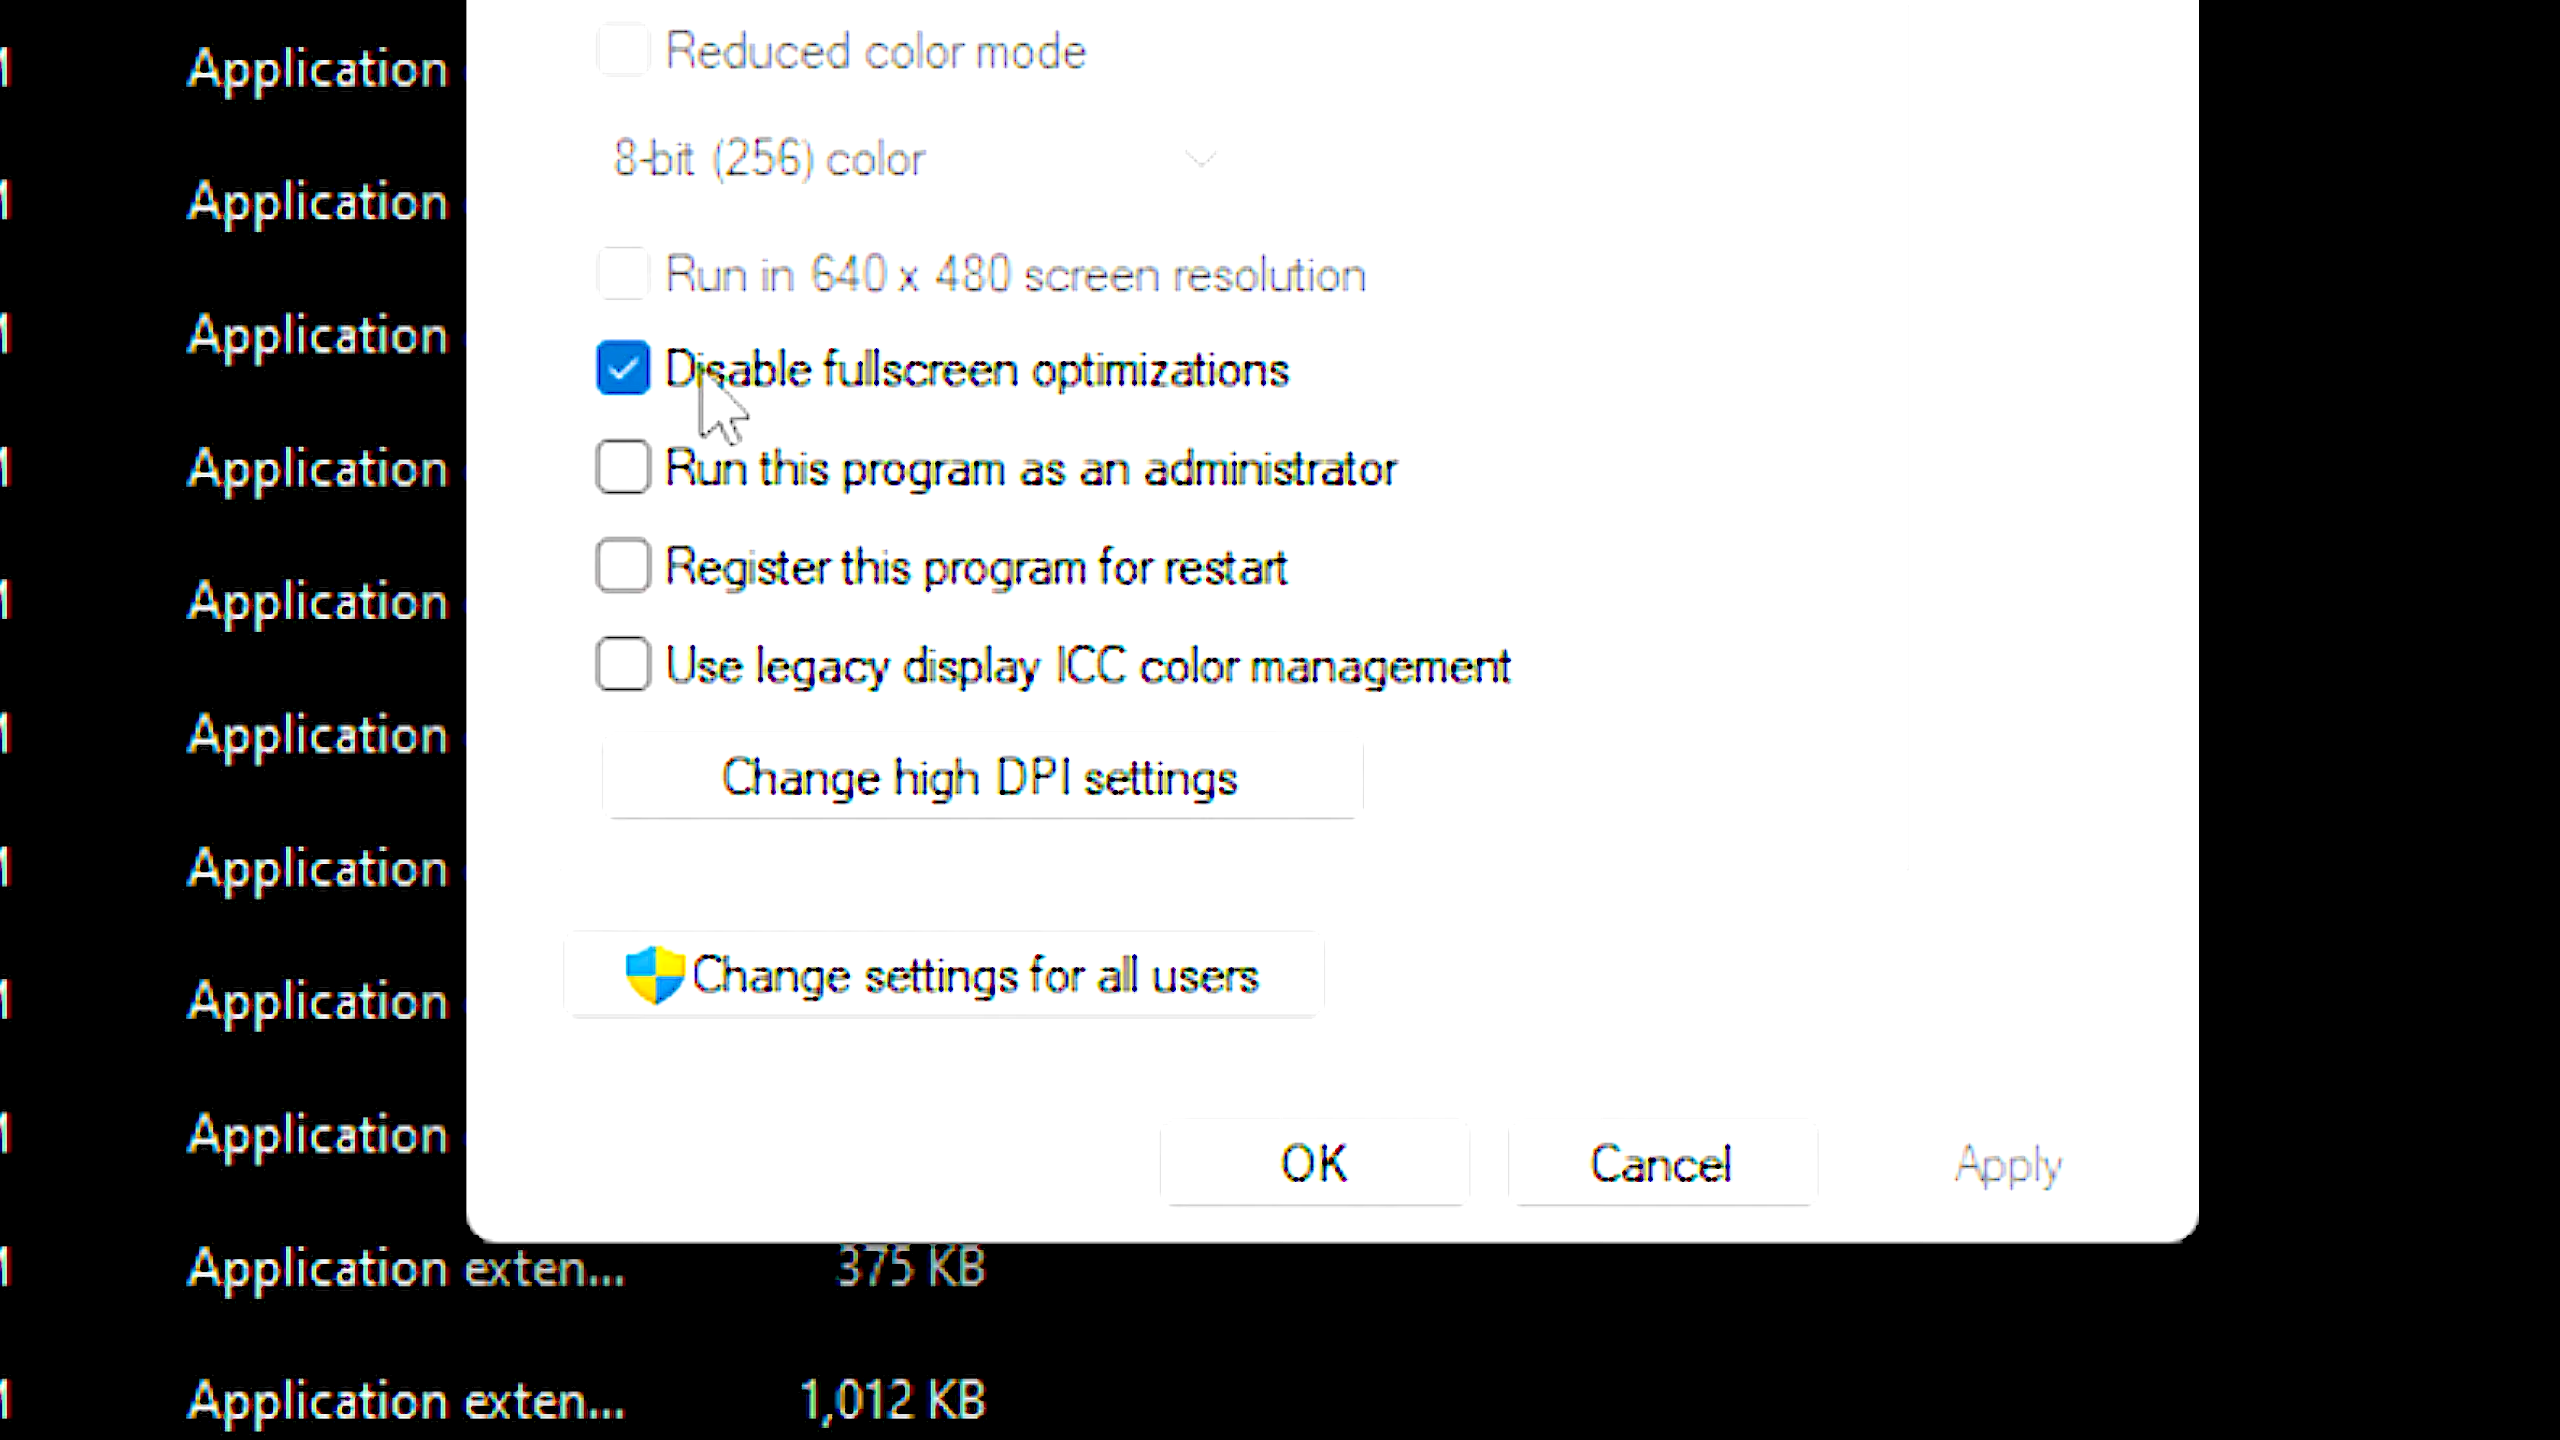 Application
Reduced color mode
8-bit (256) color
Application
Run in 640 x 480 screen resolution
Application
Disable fullscreen optimizations
Application
Run this program as an administrator
Application
Register this program for restart
Application
Use legacy display ICC color management
Change high DPI settings
Application
Application
Change settings for all users
Application
OK
Cancel
Apply
Application exten...
375 KB
Application exten...
1,012 KB